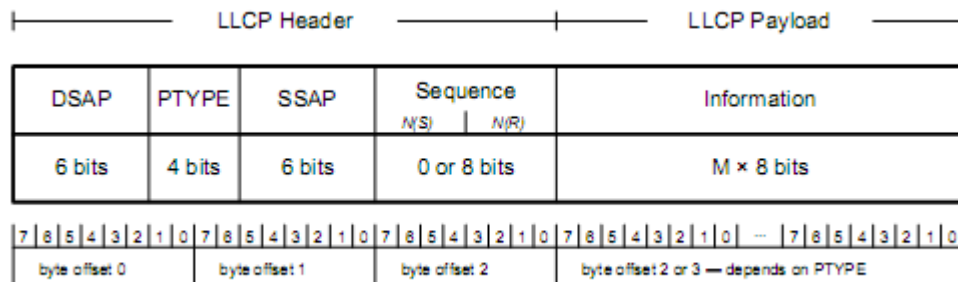 LLCP Header LLCP Payload
DSAP PTYPE SSAP Sequence Information
N(S) N(R)
6 bits 4 bits 6 bits 0 or 8 bits M × 8 bits
7 6 5 4 3 2 1 0 7 6 5 4 3 2 1 0 7 6 5 4 3 2 1 0 7 6 5 4 3 2 1 0 ... 7 6 5 4 3 2 1 0
byte offset 0 byte offset 1 byte offset 2 byte offset 2 or 3 — depends on PTYPE